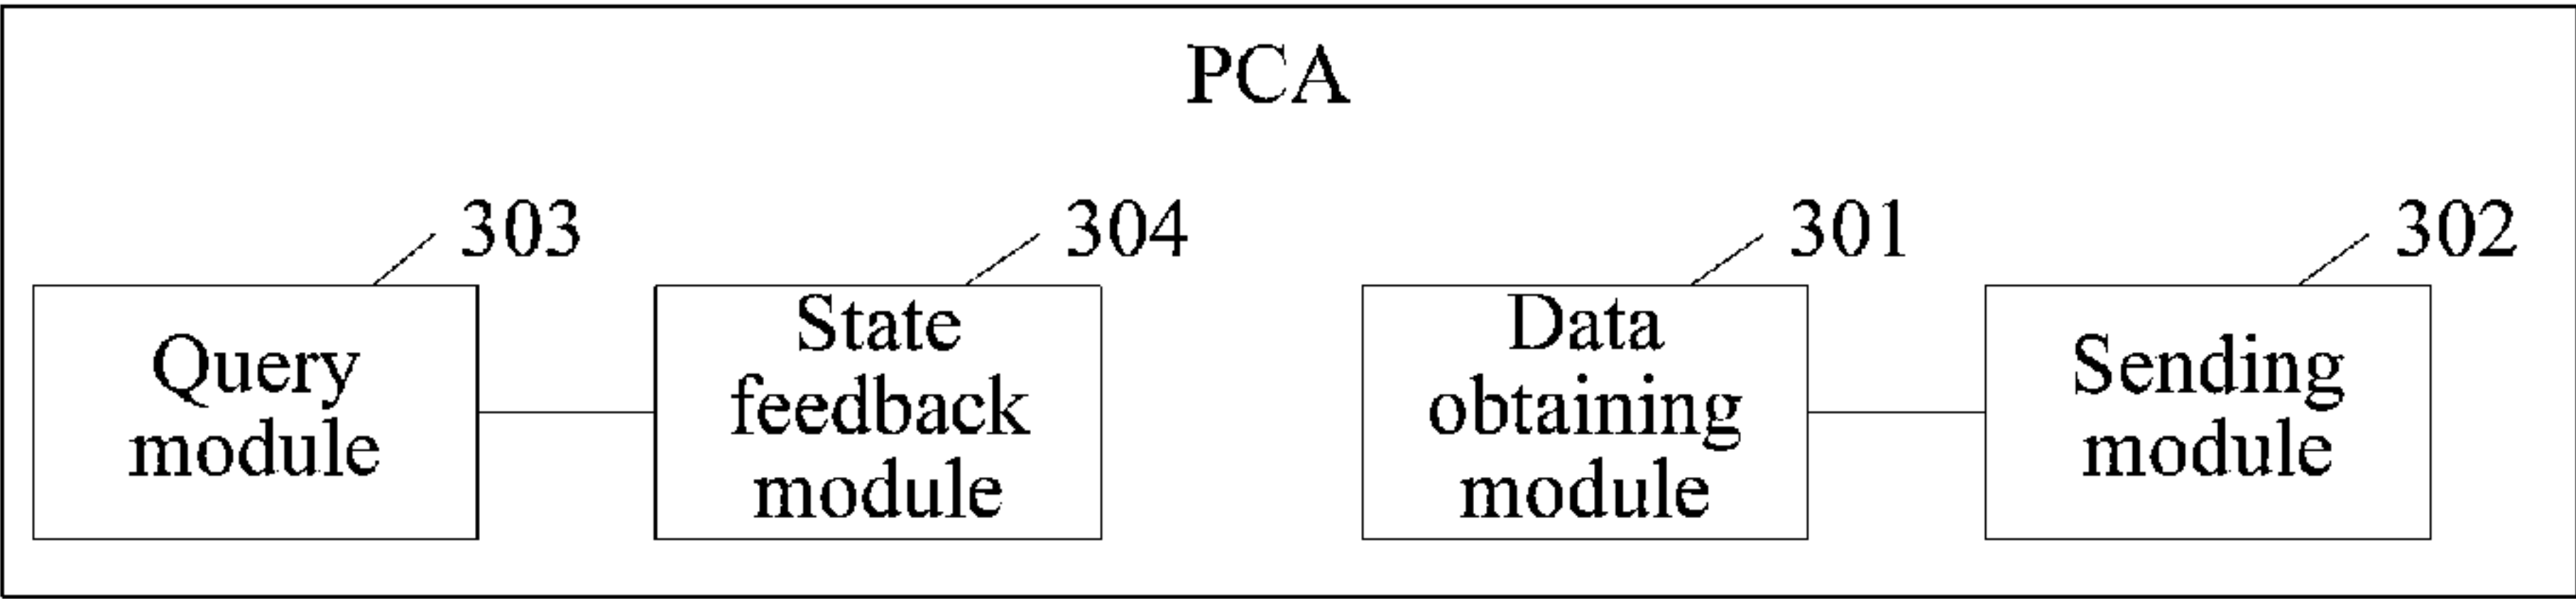 PCA
303
304
301
302
Query
module
State
feedback
module
Data
obtaining
module
Sending
module